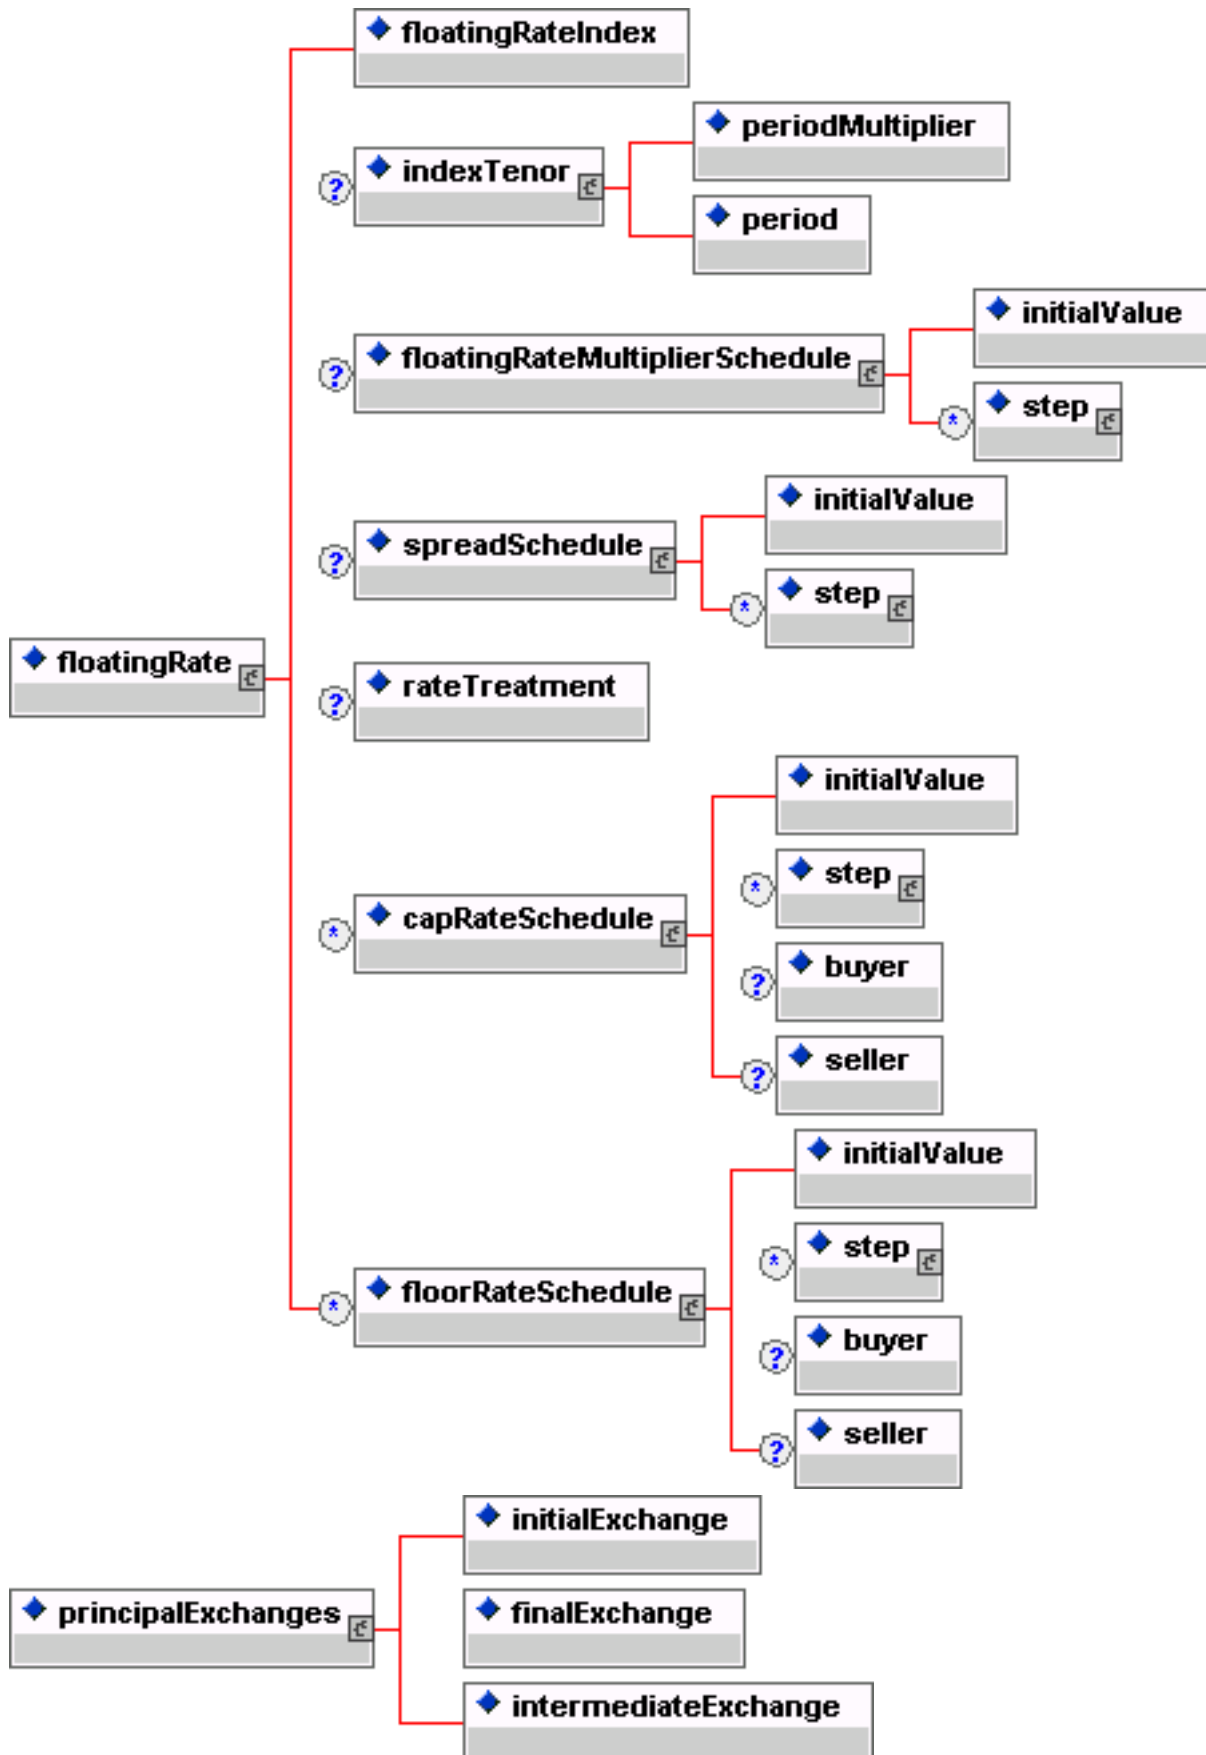 floatingRateIndex
periodMultiplier
? indexTenor
period
initialValue
? floatingRateMultiplierSchedule
* step
initialValue
? spreadSchedule
* step
floatingRate
? rateTreatment
initialValue
* step
* capRateSchedule
? buyer
? seller
initialValue
* step
* floorRateSchedule
? buyer
? seller
initialExchange
principalExchanges
finalExchange
intermediateExchange